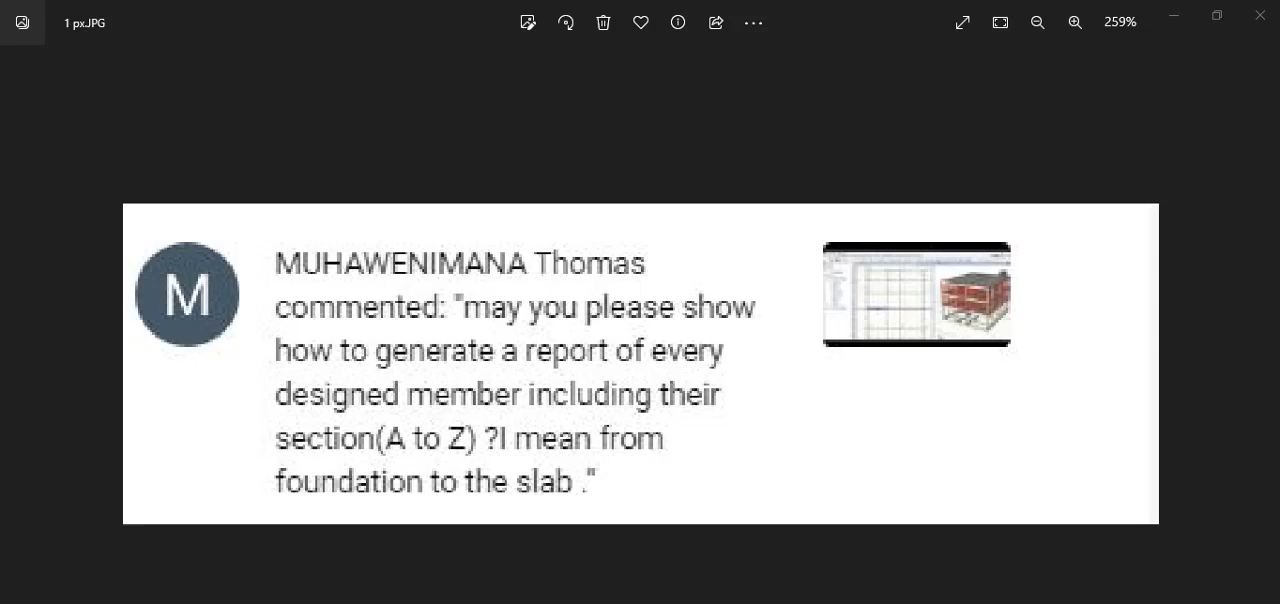 1 px.JPG
259%
M
MUHAWENIMANA Thomas
commented: "may you please show
how to generate a report of every
designed member including their
section(A to Z) ?I mean from
foundation to the slab ."